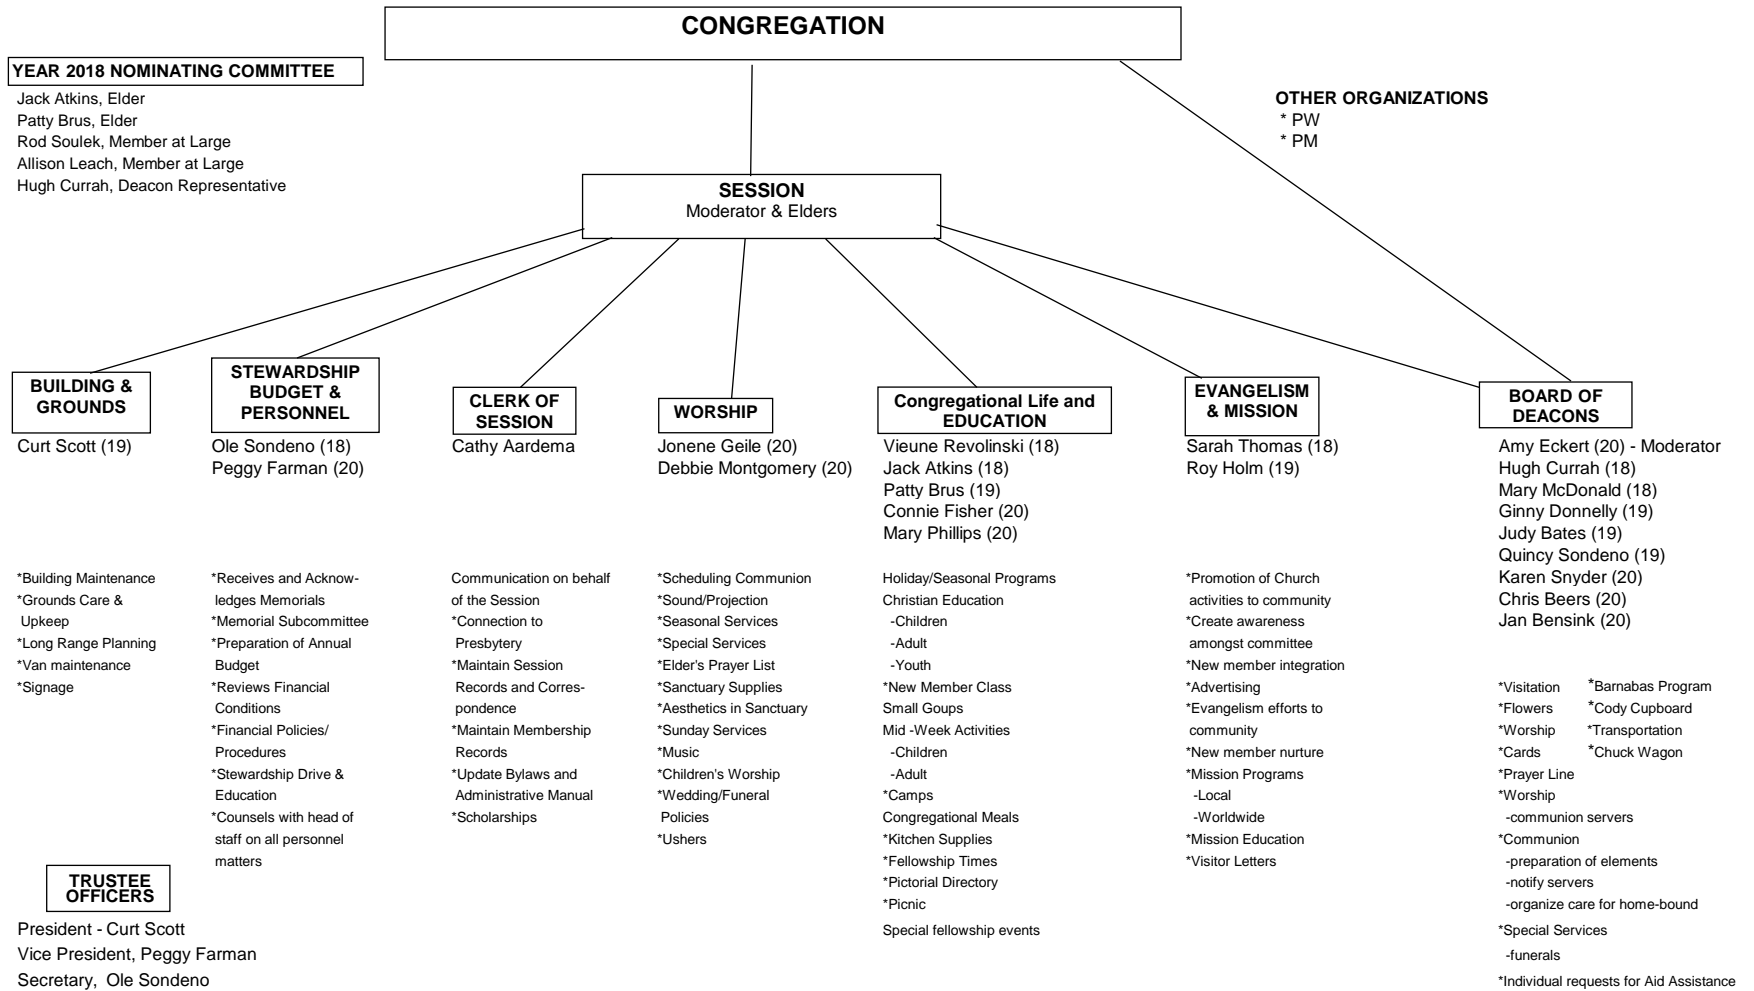 CONGREGATION
YEAR 2018 NOMINATING COMMITTEE
Jack Atkins, Elder
Patty Brus, Elder
Rod Soulek, Member at Large
Allison Leach, Member at Large
Hugh Currah, Deacon Representative
OTHER ORGANIZATIONS
* PW
* PM
SESSION
Moderator & Elders
BUILDING &
GROUNDS
Curt Scott (19)
*Building Maintenance
*Grounds Care &
Upkeep
*Long Range Planning
*Van maintenance
*Signage
STEWARDSHIP
BUDGET &
PERSONNEL
Ole Sondeno (18)
Peggy Farman (20)
*Receives and Acknow-
ledges Memorials
*Memorial Subcommittee
*Preparation of Annual
Budget
*Reviews Financial
Conditions
*Financial Policies/
Procedures
*Stewardship Drive &
Education
*Counsels with head of
staff on all personnel
matters
CLERK OF
SESSION
Cathy Aardema
Communication on behalf
of the Session
*Connection to
Presbytery
*Maintain Session
Records and Corres-
pondence
*Maintain Membership
Records
*Update Bylaws and
Administrative Manual
*Scholarships
WORSHIP
Jonene Geile (20)
Debbie Montgomery (20)
*Scheduling Communion
*Sound/Projection
*Seasonal Services
*Special Services
*Elder's Prayer List
*Sanctuary Supplies
*Aesthetics in Sanctuary
*Sunday Services
*Music
*Children's Worship
*Wedding/Funeral
Policies
*Ushers
Congregational Life and
EDUCATION
Vieune Revolinski (18)
Jack Atkins (18)
Patty Brus (19)
Connie Fisher (20)
Mary Phillips (20)
Holiday/Seasonal Programs
Christian Education
-Children
-Adult
-Youth
*New Member Class
Small Goups
Mid -Week Activities
-Children
-Adult
*Camps
Congregational Meals
*Kitchen Supplies
*Fellowship Times
*Pictorial Directory
*Picnic
Special fellowship events
EVANGELISM
& MISSION
Sarah Thomas (18)
Roy Holm (19)
*Promotion of Church
activities to community
*Create awareness
amongst committee
*New member integration
*Advertising
*Evangelism efforts to
community
*New member nurture
*Mission Programs
-Local
-Worldwide
*Mission Education
*Visitor Letters
BOARD OF
DEACONS
Amy Eckert (20) - Moderator
Hugh Currah (18)
Mary McDonald (18)
Ginny Donnelly (19)
Judy Bates (19)
Quincy Sondeno (19)
Karen Snyder (20)
Chris Beers (20)
Jan Bensink (20)
*Visitation *Barnabas Program
*Flowers *Cody Cupboard
*Worship *Transportation
*Cards *Chuck Wagon
*Prayer Line
*Worship
-communion servers
*Communion
-preparation of elements
-notify servers
-organize care for home-bound
*Special Services
-funerals
*Individual requests for Aid Assistance
TRUSTEE
OFFICERS
President - Curt Scott
Vice President, Peggy Farman
Secretary, Ole Sondeno